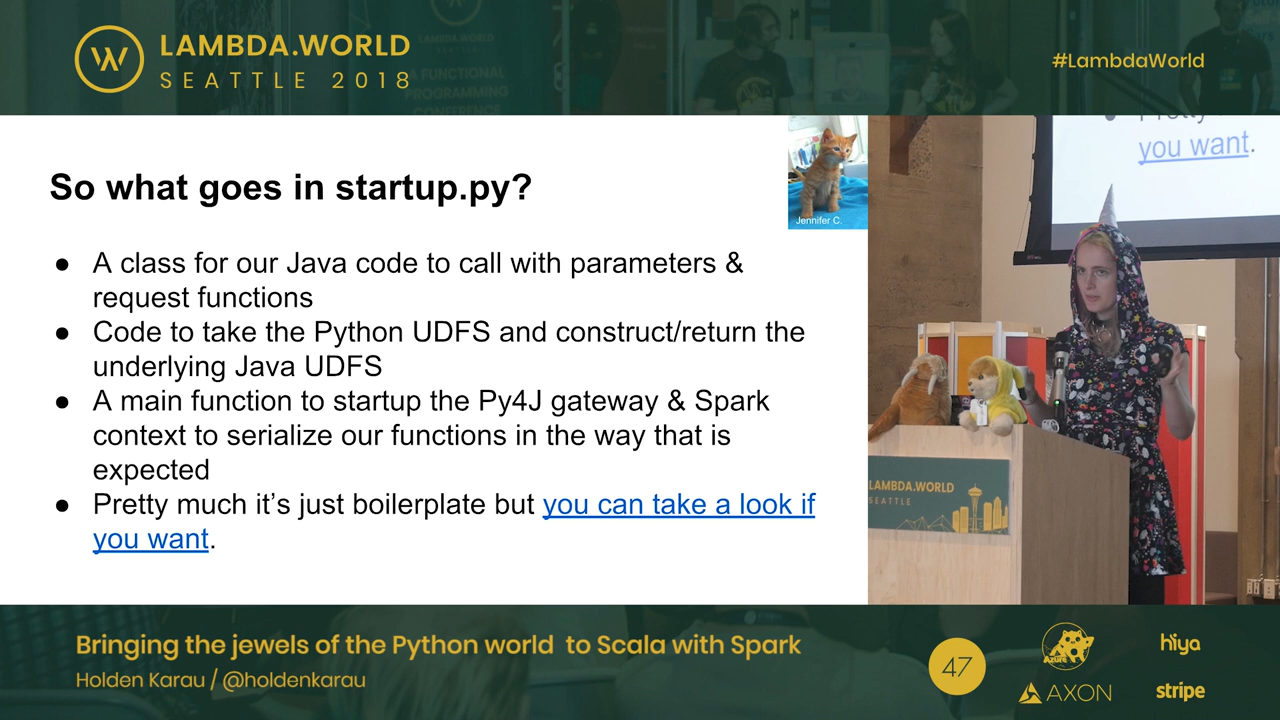 LAMBDA.WORLD
SEATTLE 2018
#LambdaWorld
So what goes in startup.py?
Jennifer C.
● A class for our Java code to call with parameters &
request functions
● Code to take the Python UDFS and construct/return the
underlying Java UDFS
● A main function to startup the Py4J gateway & Spark
context to serialize our functions in the way that is
expected
● Pretty much it's just boilerplate but you can take a look if
you want.
you want.
LAMBDA.WORLD
SEATTLE
Bringing the jewels of the Python world to Scala with Spark
Holden Karau / @holdenkarau
47
Azure
hiya
AXON
stripe